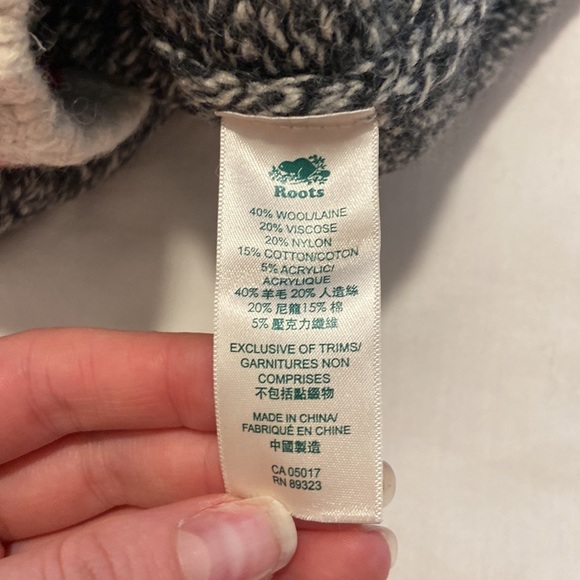 Roots
40% WOOL/LAINE
20% VISCOSE
20% NYLON
15% COTTON/COTON
5% ACRYLIC/
ACRYLIQUE
40% 羊毛 20% 人造絲
20% 尼龍 15% 棉
5% 壓克力纖維
EXCLUSIVE OF TRIMS/
GARNITURES NON
COMPRISES
不包括點綴物
MADE IN CHINA/
FABRIQUÉ EN CHINE
中國製造
CA 05017
RN 89323